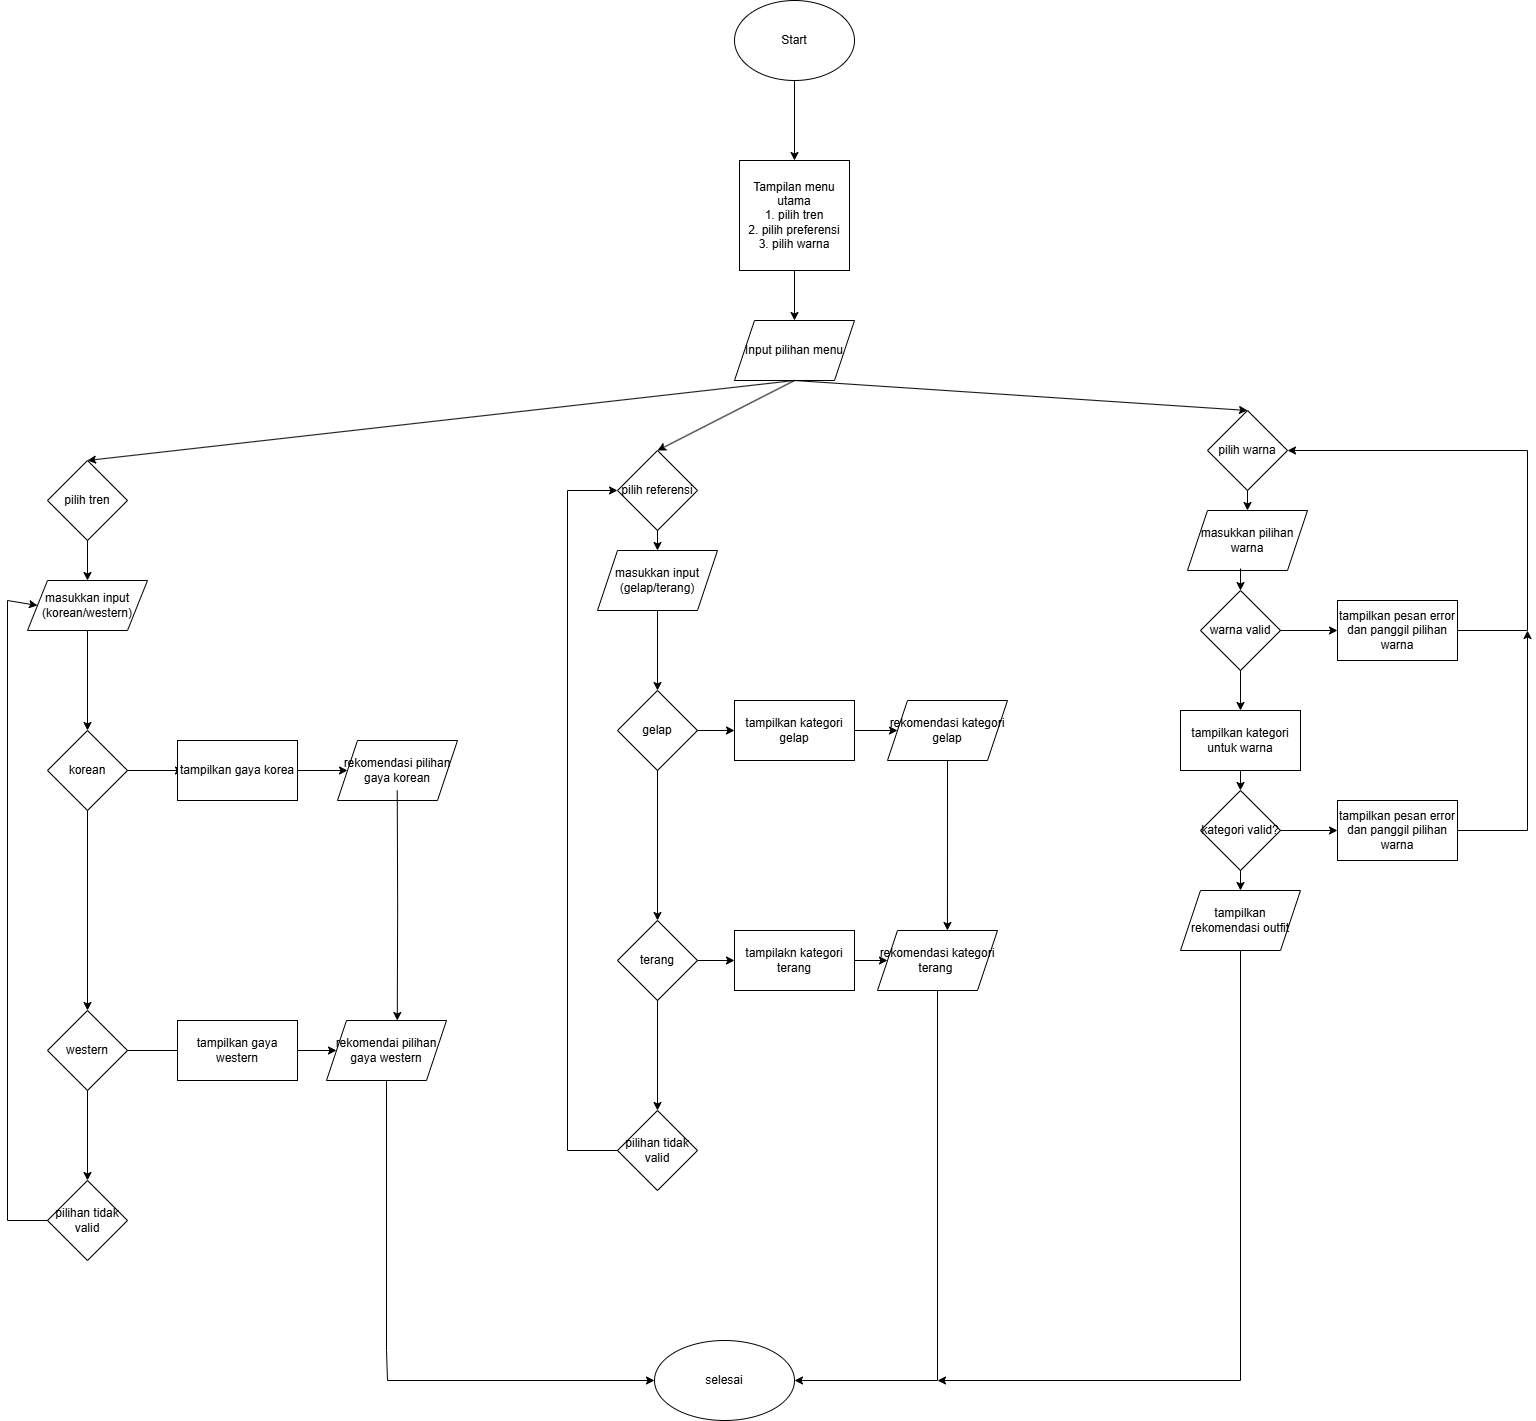 Start
Tampilan menu
utama
1. pilih tren
2. pilih preferensi
3. pilih warna
Input pilihan menu
pilih tren
masukkan input
(korean/western)
korean
tampilkan gaya korea
rekomendasi pilihan
gaya korean
western
tampilkan gaya
western
rekomendai pilihan
gaya western
pilihan tidak
valid
pilih referensi
masukkan input
(gelap/terang)
gelap
tampilkan kategori
gelap
rekomendasi kategori
gelap
terang
tampilakn kategori
terang
rekomendasi kategori
terang
pilihan tidak
valid
pilih warna
masukkan pilihan
warna
warna valid
tampilkan pesan error
dan panggil pilihan
warna
tampilkan kategori
untuk warna
kategori valid?
tampilkan pesan error
dan panggil pilihan
warna
tampilkan
rekomendasi outfit
selesai